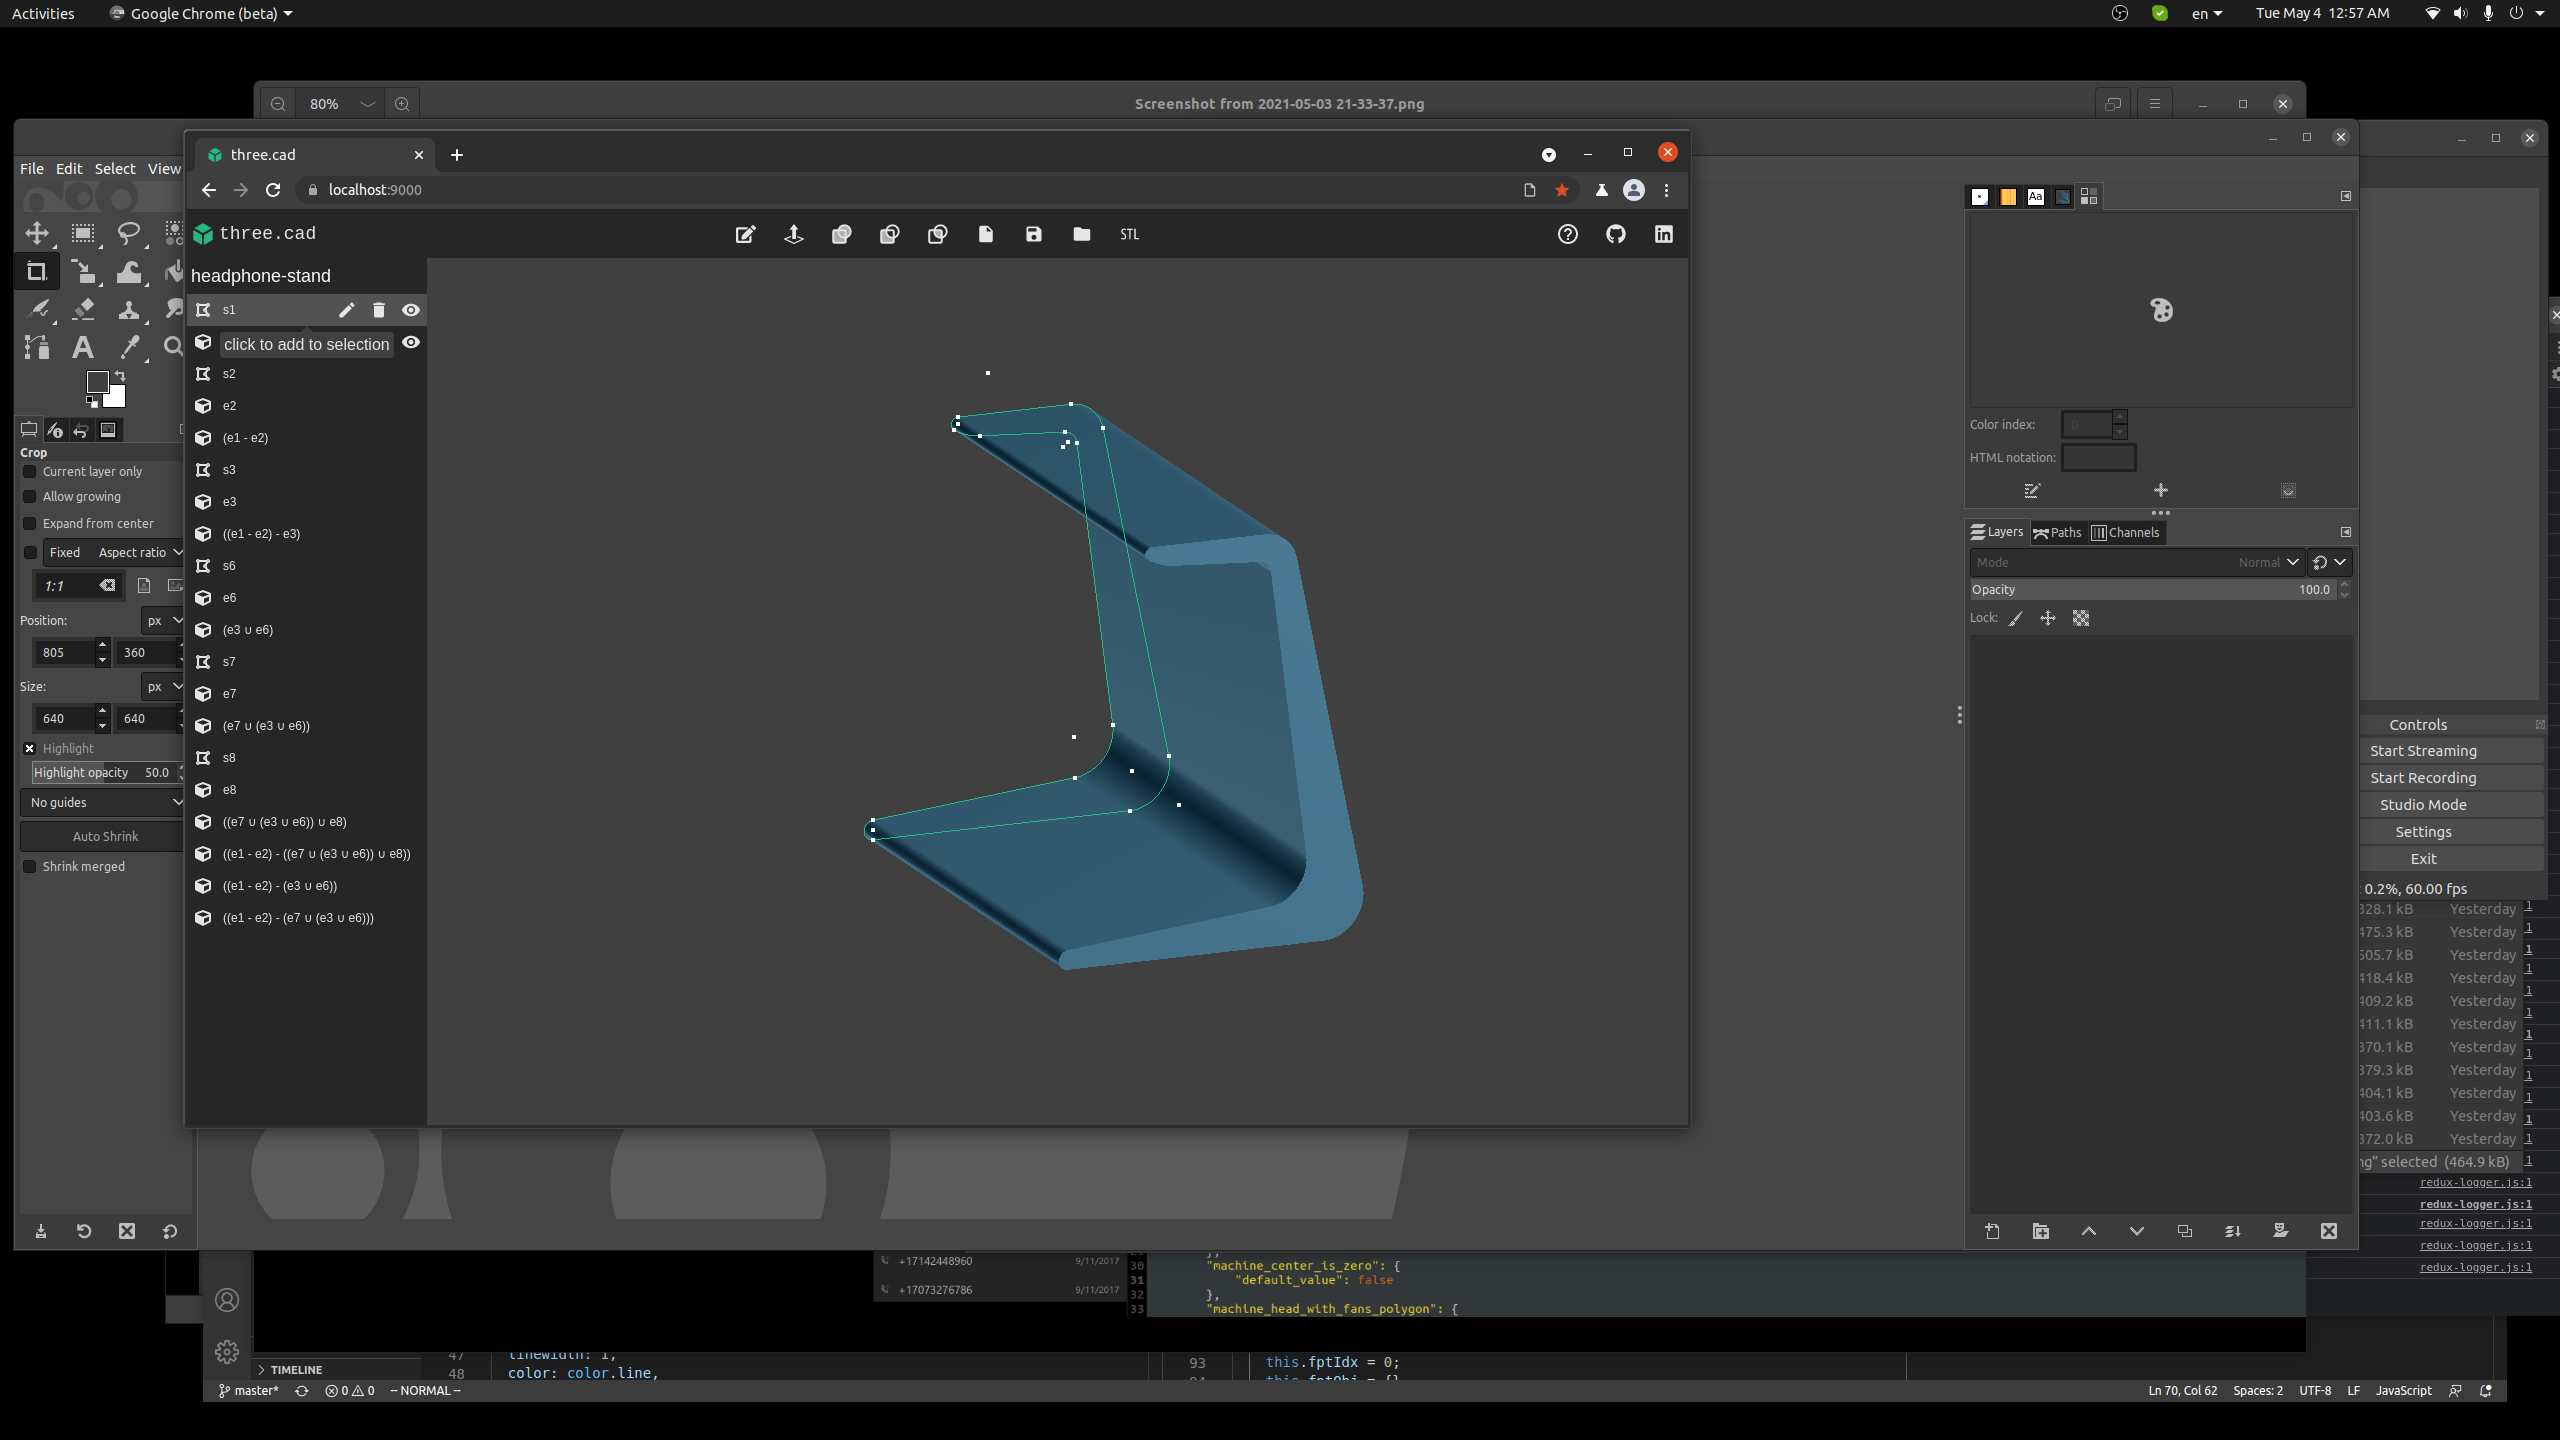 Activities
Google Chrome (beta)
en
Tue May 4 12:57 AM
80%
Screenshot from 2021-05-03 21-33-37.png
File Edit Select View
three.cad
localhost:9000
three.cad
STL
headphone-stand
s1
click to add to selection
s2
e2
(e1 - e2)
s3
e3
((e1 - e2) - e3)
s6
e6
(e3 ∪ e6)
s7
e7
(e7 ∪ (e3 ∪ e6))
s8
e8
((e7 ∪ (e3 ∪ e6)) ∪ e8)
((e1 - e2) - ((e7 ∪ (e3 ∪ e6)) ∪ e8))
((e1 - e2) - (e3 ∪ e6))
((e1 - e2) - (e7 ∪ (e3 ∪ e6)))
Crop
Current layer only
Allow growing
Expand from center
Fixed Aspect ratio
1:1
Position:
px
805 360
Size:
px
640 640
Highlight
Highlight opacity 50.0
No guides
Auto Shrink
Shrink merged
Aa
Color index:
0
HTML notation:
Layers
Paths
Channels
Mode
Normal
Opacity
100.0
Lock:
Controls
Start Streaming
Start Recording
Studio Mode
Settings
Exit
0.2%, 60.00 fps
328.1 kB Yesterday
475.3 kB Yesterday
505.7 kB Yesterday
418.4 kB Yesterday
409.2 kB Yesterday
411.1 kB Yesterday
370.1 kB Yesterday
379.3 kB Yesterday
404.1 kB Yesterday
403.6 kB Yesterday
372.0 kB Yesterday
ng" selected (464.9 kB)
redux-logger.js:1
redux-logger.js:1
redux-logger.js:1
redux-logger.js:1
redux-logger.js:1
+17142448960 9/11/2017
+17073276786 9/11/2017
30 "machine_center_is_zero": {
31 "default_value": false
32 },
33 "machine_head_with_fans_polygon": {
TIMELINE
47 linewidth: 1,
48 color: color.line,
93 this.fptIdx = 0;
master*
0 0
-- NORMAL --
Ln 70, Col 62
Spaces: 2
UTF-8
LF
JavaScript